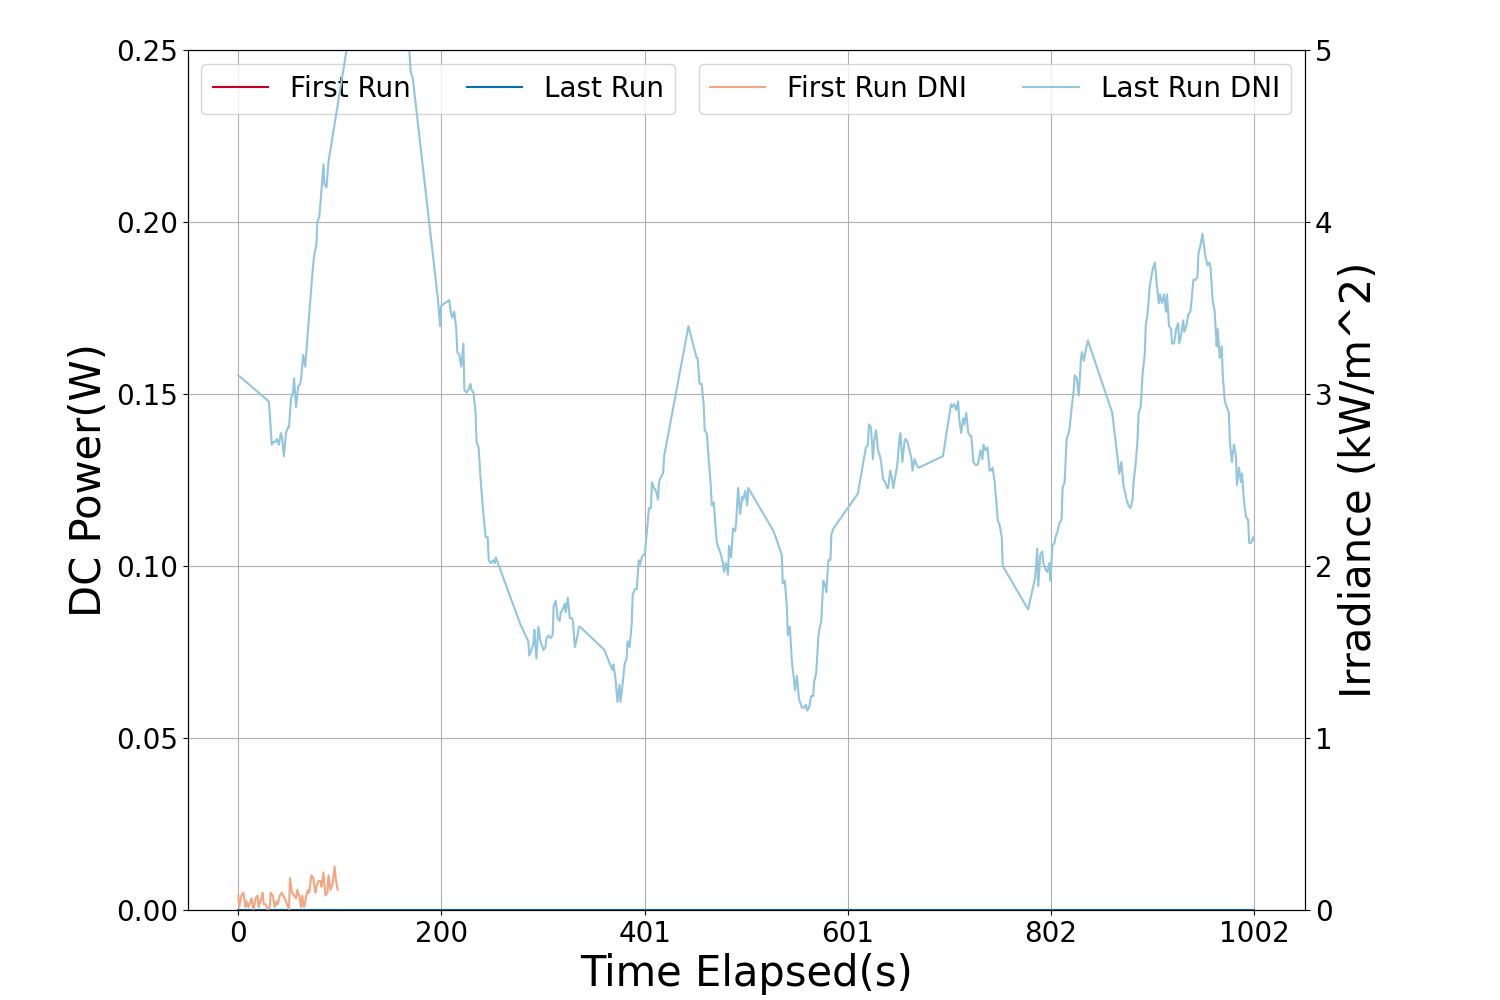 First Run
Last Run
First Run DNI
Last Run DNI
0.25
0.20
0.15
0.10
0.05
0.00
DC Power(W)
5
4
3
2
1
0
Irradiance (kW/m^2)
0 200 401 601 802 1002
Time Elapsed(s)